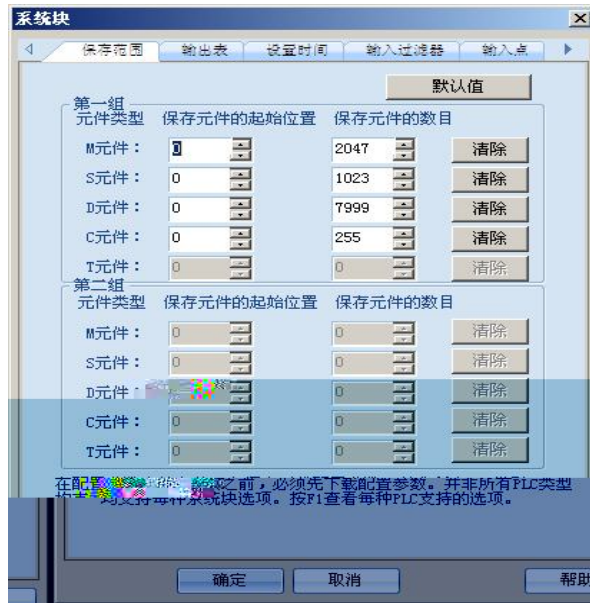 系统块
保存范围 输出表 设置时间 输入过滤器 输入点
默认值
第一组
元件类型 保存元件的起始位置 保存元件的数目
M元件： 0 2047 清除
S元件： 0 1023 清除
D元件： 0 7999 清除
C元件： 0 255 清除
T元件： 0 0 清除
第二组
元件类型 保存元件的起始位置 保存元件的数目
M元件： 0 0 清除
S元件： 0 0 清除
D元件： 0 清除
C元件： 0 0 清除
T元件： 0 0 清除
在配置 之前，必须先下载配置参数。并非所有PLC类型
均支持每种系统块选项。按F1查看每种PLC支持的选项。
确定 取消 帮助